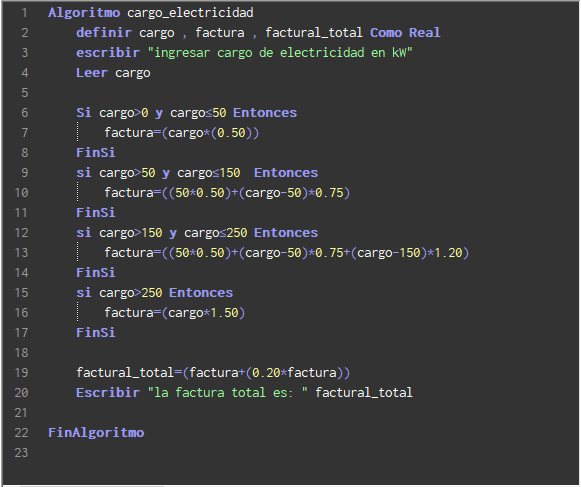 1 Algoritmo cargo_electricidad
2 definir cargo , factura , factural_total Como Real
3 escribir "ingresar cargo de electricidad en kW"
4 Leer cargo
5
6 Si cargo>0 y cargo≤50 Entonces
7 factura=(cargo*(0.50))
8 FinSi
9 si cargo>50 y cargo≤150  Entonces
10 factura=((50*0.50)+(cargo-50)*0.75)
11 FinSi
12 si cargo>150 y cargo≤250 Entonces
13 factura=((50*0.50)+(cargo-50)*0.75+(cargo-150)*1.20)
14 FinSi
15 si cargo>250 Entonces
16 factura=(cargo*1.50)
17 FinSi
18
19 factural_total=(factura+(0.20*factura))
20 Escribir "la factura total es: " factural_total
21
22 FinAlgoritmo
23